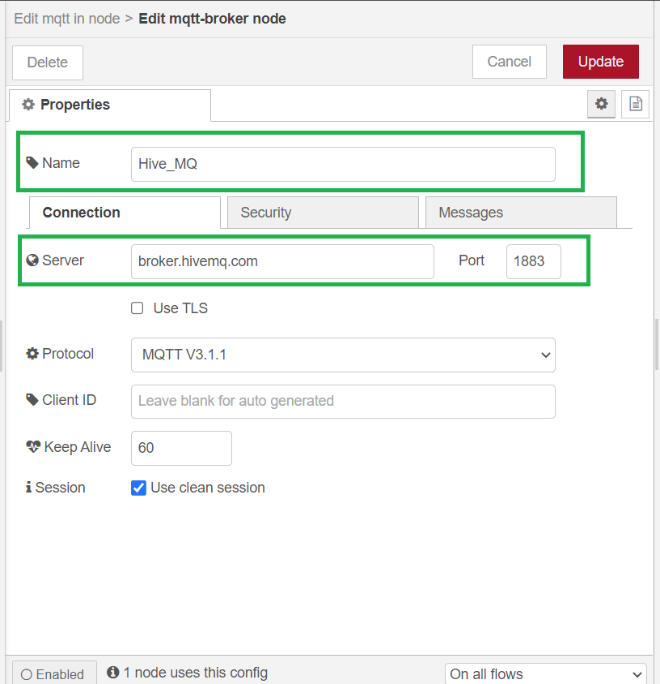 Edit mqtt in node > Edit mqtt-broker node
Delete Cancel Update
Properties
Name Hive_MQ
Connection Security Messages
Server broker.hivemq.com Port 1883
Use TLS
Protocol MQTT V3.1.1
Client ID Leave blank for auto generated
Keep Alive 60
Session Use clean session
Enabled 1 node uses this config On all flows